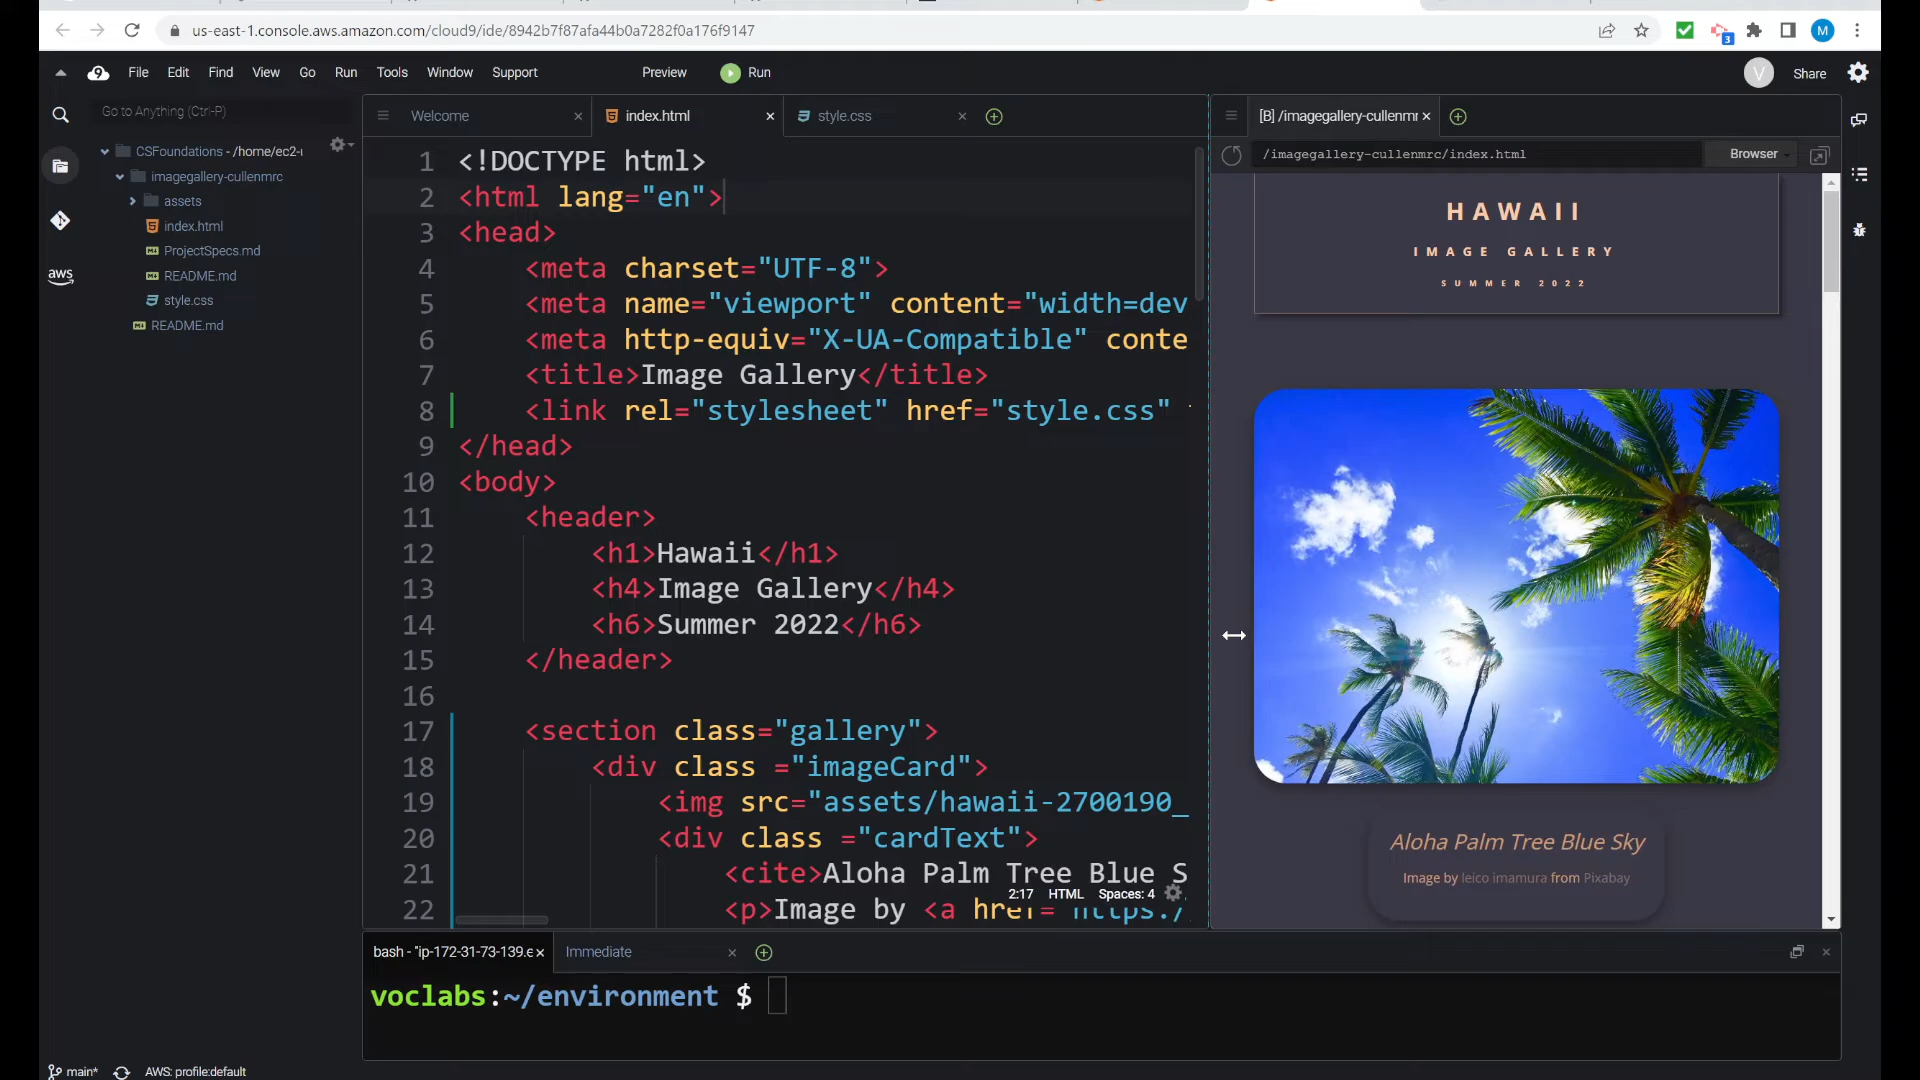 us-east-1.console.aws.amazon.com/cloud9/ide/8942b7f87afa44b0a7282f0a176f9147
3
M
9 File Edit Find View Go Run Tools Window Support Preview Run V Share
Go to Anything (Ctrl-P)
CSFoundations - /home/ec2-u
imagegallery-cullenmrc
assets
index.html
ProjectSpecs.md
README.md
style.css
README.md
aws
Welcome × index.html × style.css ×
1 <!DOCTYPE html>
2 <html lang="en">
3 <head>
4 <meta charset="UTF-8">
5 <meta name="viewport" content="width=dev
6 <meta http-equiv="X-UA-Compatible" conte
7 <title>Image Gallery</title>
8 <link rel="stylesheet" href="style.css"
9 </head>
10 <body>
11 <header>
12 <h1>Hawaii</h1>
13 <h4>Image Gallery</h4>
14 <h6>Summer 2022</h6>
15 </header>
16
17 <section class="gallery">
18 <div class ="imageCard">
19 <img src="assets/hawaii-2700190_
20 <div class ="cardText">
21 <cite>Aloha Palm Tree Blue S
22 <p>Image by <a href="https:/
2:17 HTML Spaces: 4
[B] /imagegallery-cullenmr ×
/imagegallery-cullenmrc/index.html Browser
HAWAII
IMAGE GALLERY
SUMMER 2022
Aloha Palm Tree Blue Sky
Image by leico imamura from Pixabay
bash - "ip-172-31-73-139.e × Immediate ×
voclabs:~/environment $
main* AWS: profile:default